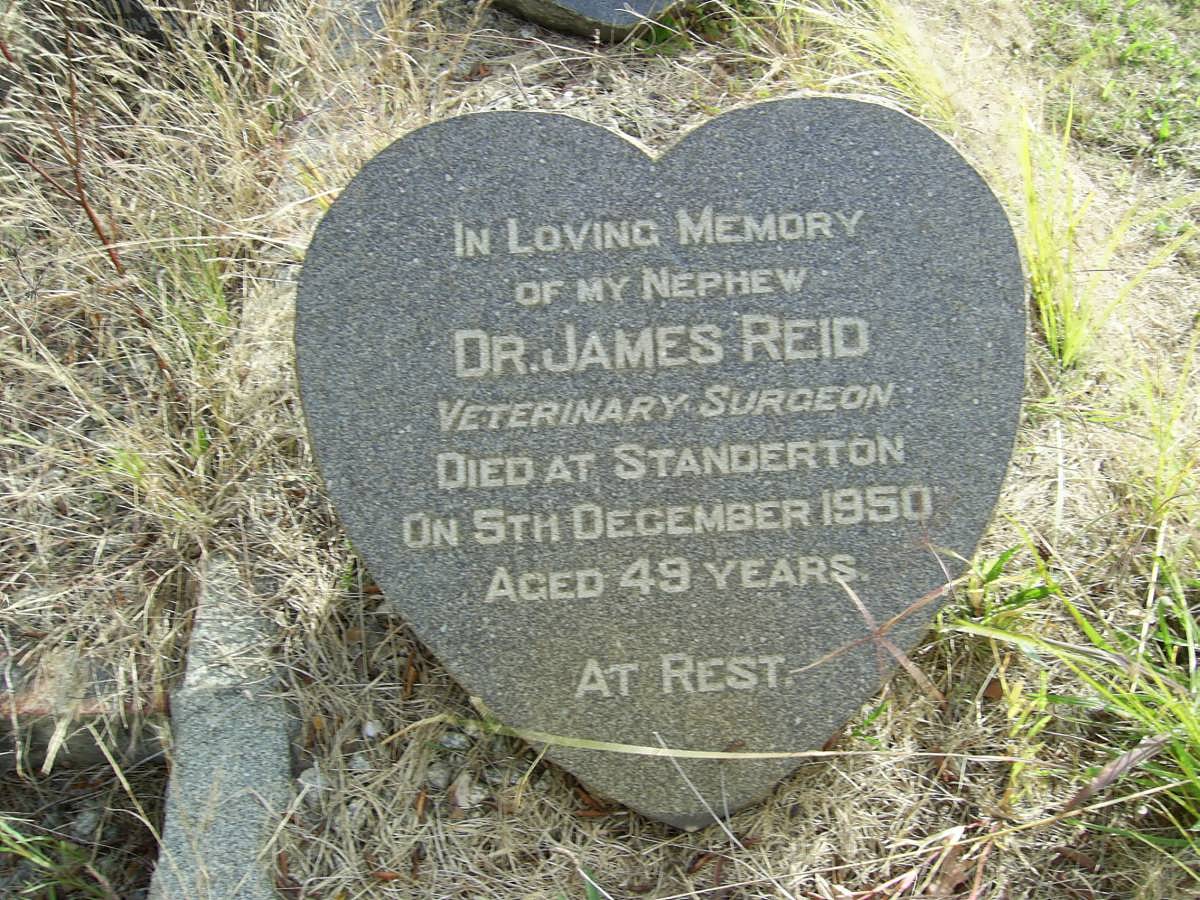 IN LOVING MEMORY
OF MY NEPHEW
DR. JAMES REID
VETERINARY SURGEON
DIED AT STANDERTON
ON 5TH DECEMBER 1950
AGED 49 YEARS.
AT REST.